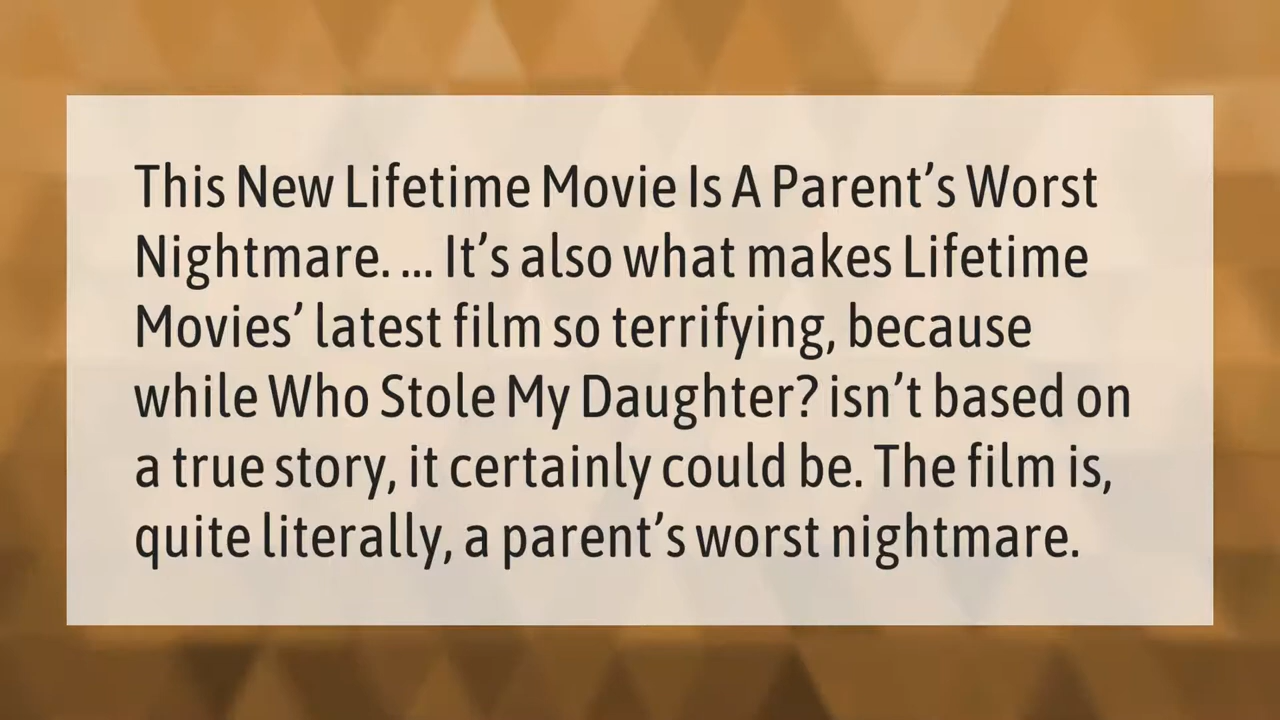 This New Lifetime Movie Is A Parent’s Worst
Nightmare. ... It’s also what makes Lifetime
Movies’ latest film so terrifying, because
while Who Stole My Daughter? isn’t based on
a true story, it certainly could be. The film is,
quite literally, a parent’s worst nightmare.